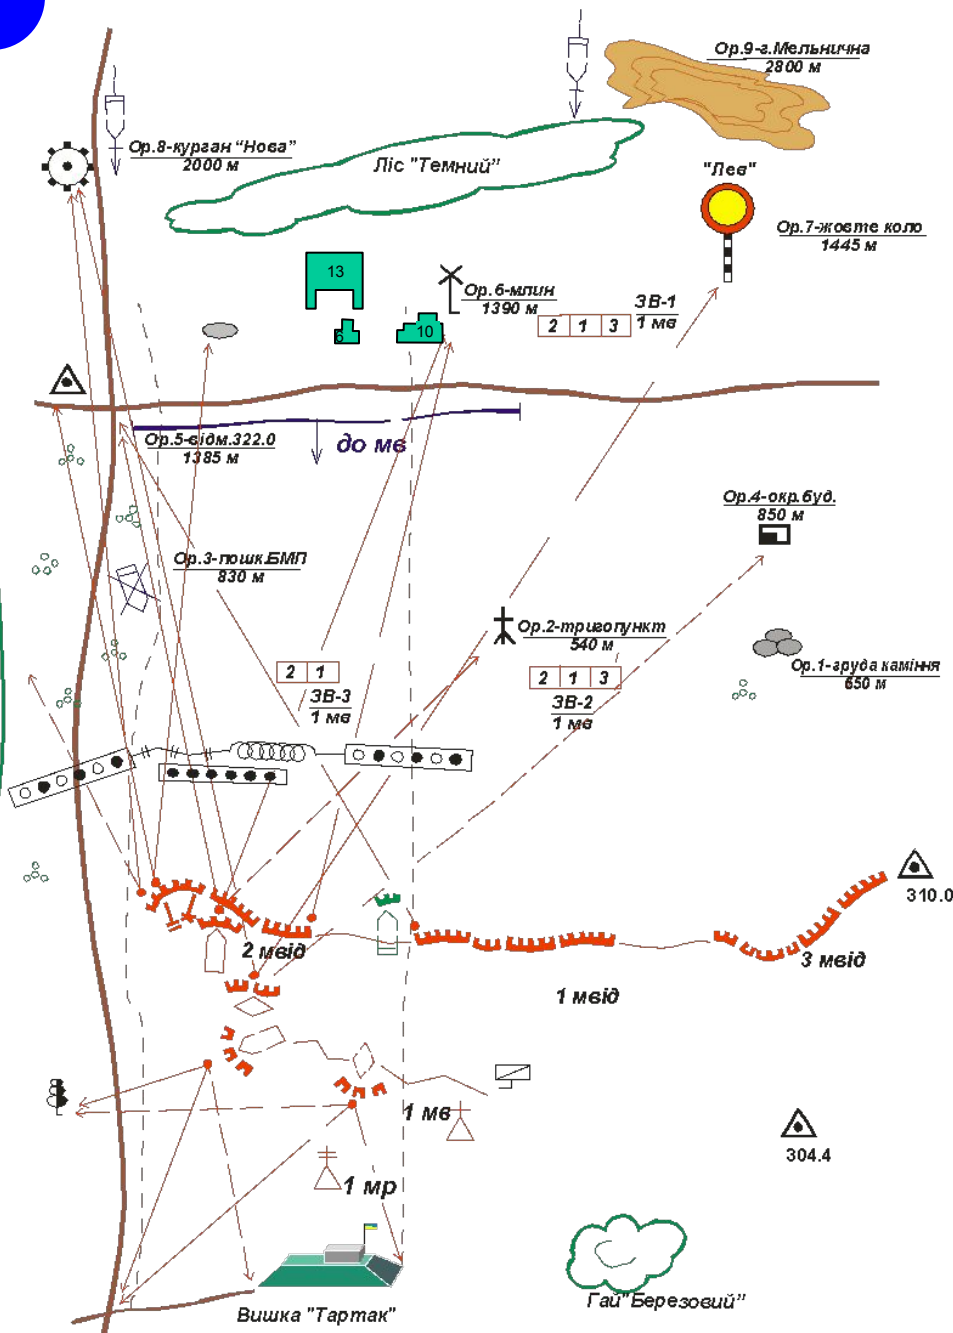 Ор.9-г.Мельнична
2800 м
Ор.8-курган "Нова"
2000 м
Ліс "Темний"
"Лев"
Ор.7-жовте коло
1445 м
13
Ор.6-млин
1390 м
ЗВ-1
1 мв
2 1 3
6
10
Ор.5-відм.322.0
1385 м
до мв
Ор.4-окр.буд.
850 м
Ор.3-пошк.БМП
830 м
Ор.2-тригопункт
540 м
Ор.1-груда каміння
650 м
2 1
ЗВ-3
1 мв
2 1 3
ЗВ-2
1 мв
310.0
2 мвід
3 мвід
1 мвід
1 мв
304.4
1 мр
Вишка "Тартак"
Гай"Березовий"